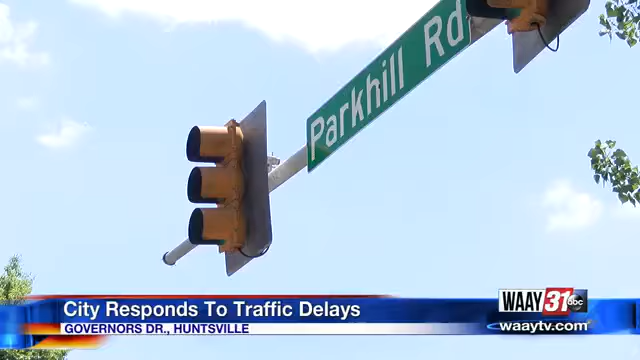 Parkhill Rd
City Responds To Traffic Delays
GOVERNORS DR., HUNTSVILLE
WAAY 31 abc
waaytv.com